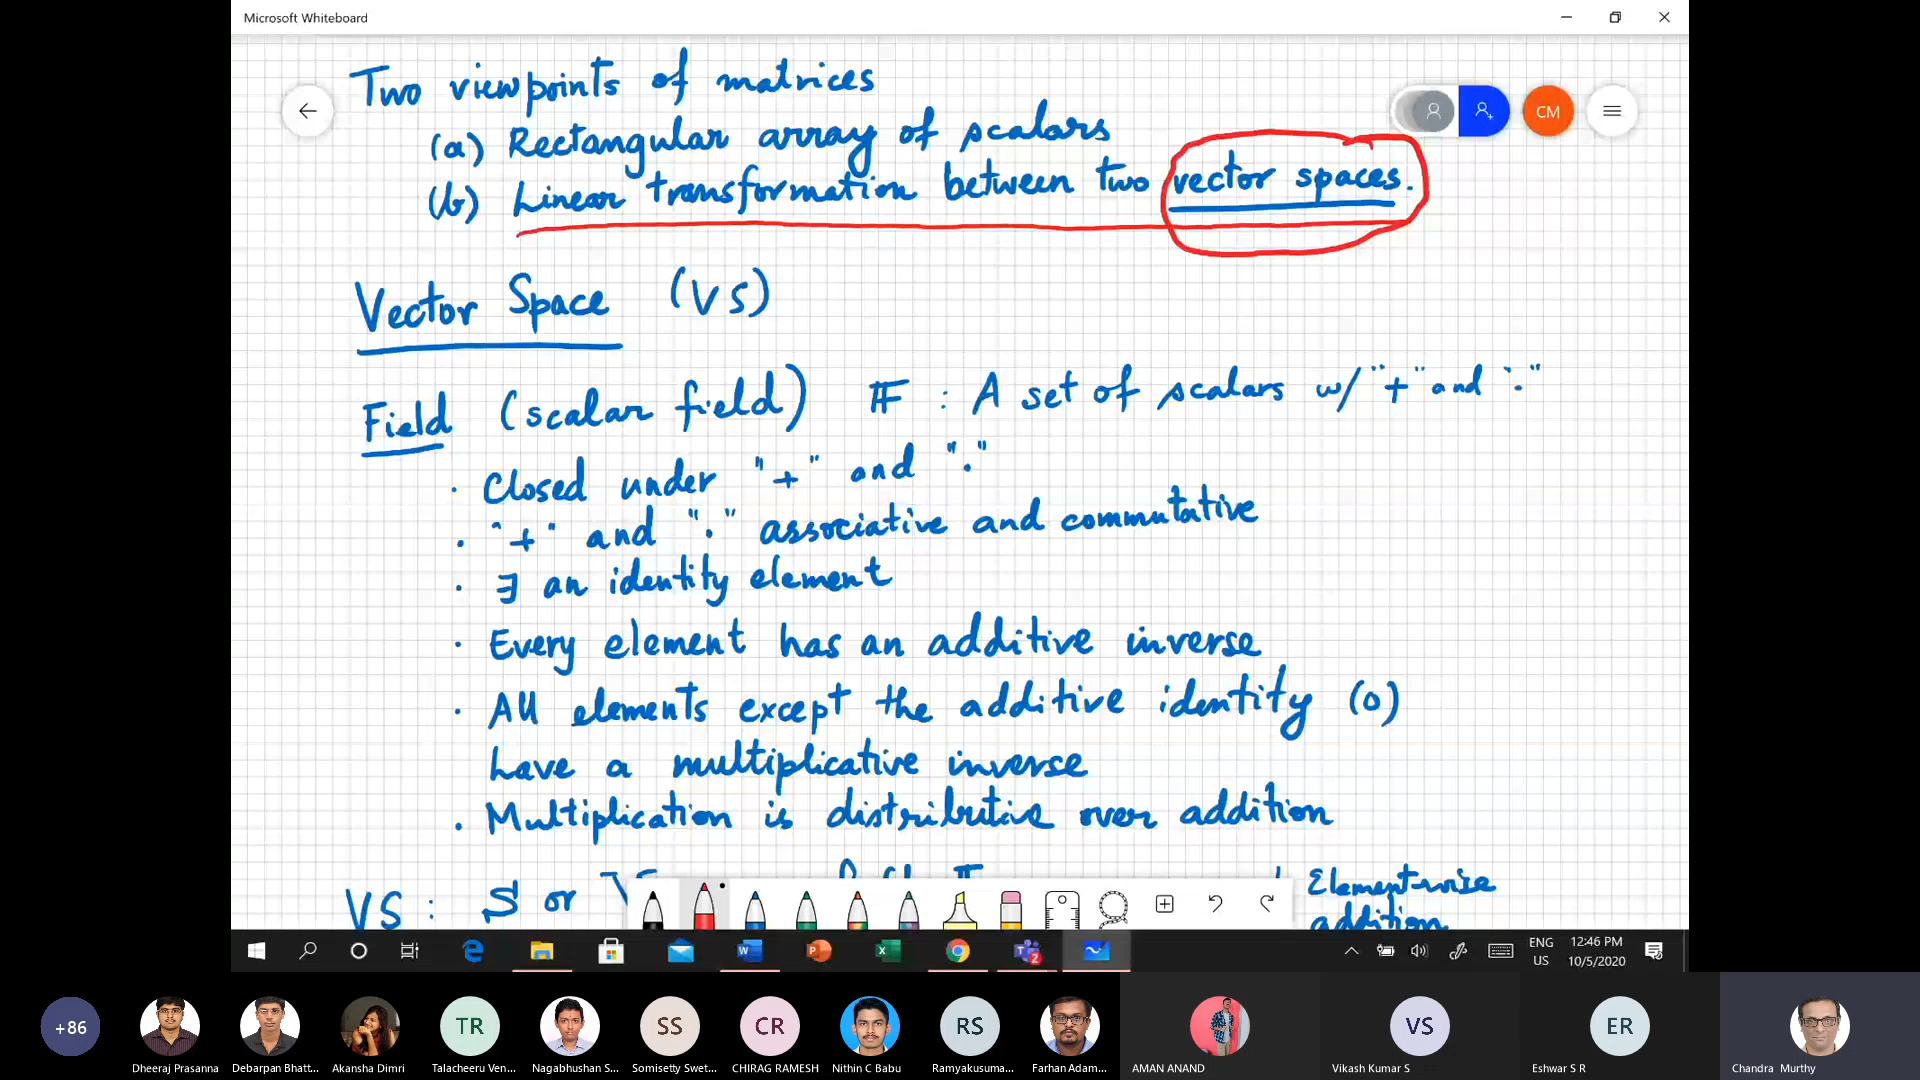 Microsoft Whiteboard
Two viewpoints of matrices
(a) Rectangular array of scalars
(b) Linear transformation between two vector spaces.
CM
Vector Space (VS)
Field (scalar field) F : A set of scalars w/ "+" and "."
. Closed under "+" and "."
. "+" and "." associative and commutative
. ∃ an identity element
. Every element has an additive inverse
. All elements except the additive identity (0)
have a multiplicative inverse
. Multiplication is distributive over addition
VS : S or
Elementwise
addition
2
ENG
US
12:46 PM
10/5/2020
+86
TR
SS
CR
RS
VS
ER
Dheeraj Prasanna
Debarpan Bhatt...
Akansha Dimri
Talacheeru Ven...
Nagabhushan S...
Somisetty Swet...
CHIRAG RAMESH
Nithin C Babu
Ramyakusuma...
Farhan Adam...
AMAN ANAND
Vikash Kumar S
Eshwar S R
Chandra Murthy